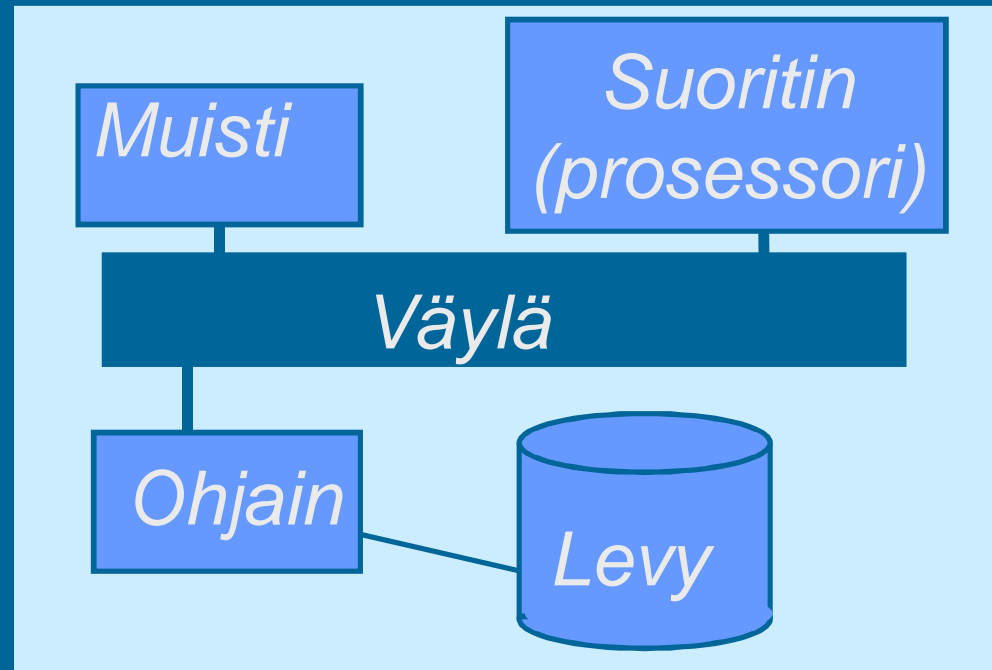 Muisti
Suoritin
(prosessori)
Väylä
Ohjain
Levy